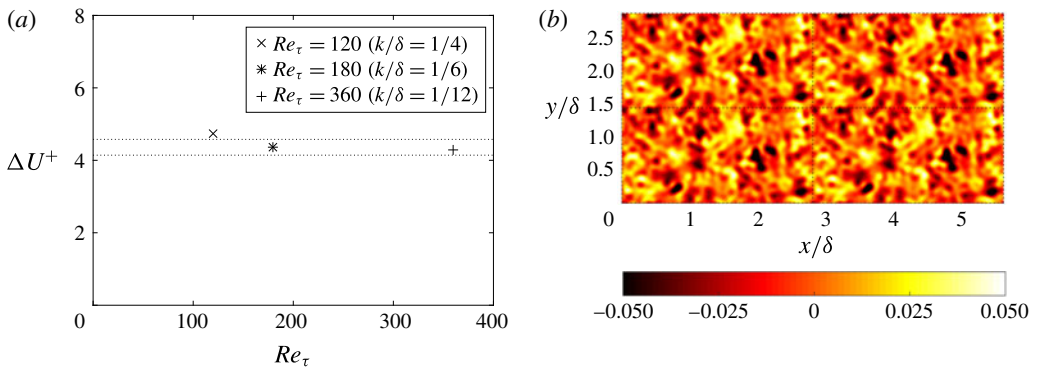 (a)
8
6
4
2
0
100
200
300
400
ΔU⁺
Re_τ
× Re_τ = 120 (k/δ = 1/4)
∗ Re_τ = 180 (k/δ = 1/6)
+ Re_τ = 360 (k/δ = 1/12)
(b)
2.5
2.0
y/δ 1.5
1.0
0.5
0 1 2 3 4 5
x/δ
−0.050 −0.025 0 0.025 0.050